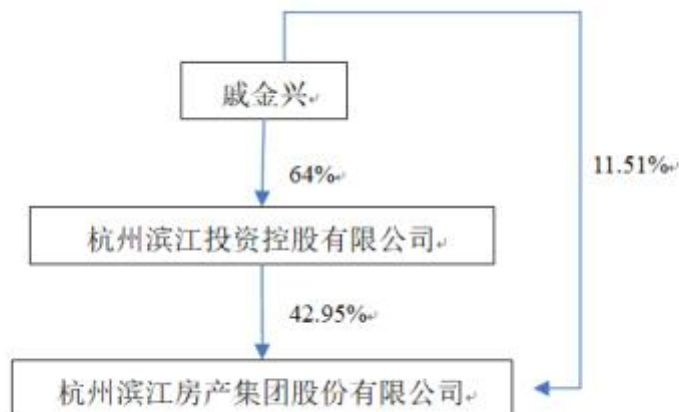 戚金兴
64%
11.51%
杭州滨江投资控股有限公司
42.95%
杭州滨江房产集团股份有限公司